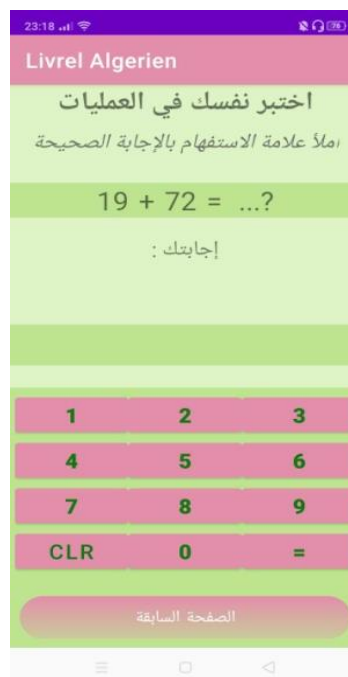 23:18
Livrel Algerien
اختبر نفسك في العمليات
املأ علامة الاستفهام بالإجابة الصحيحة
19 + 72 = ...?
إجابتك :
1 2 3
4 5 6
7 8 9
CLR 0 =
الصفحة السابقة